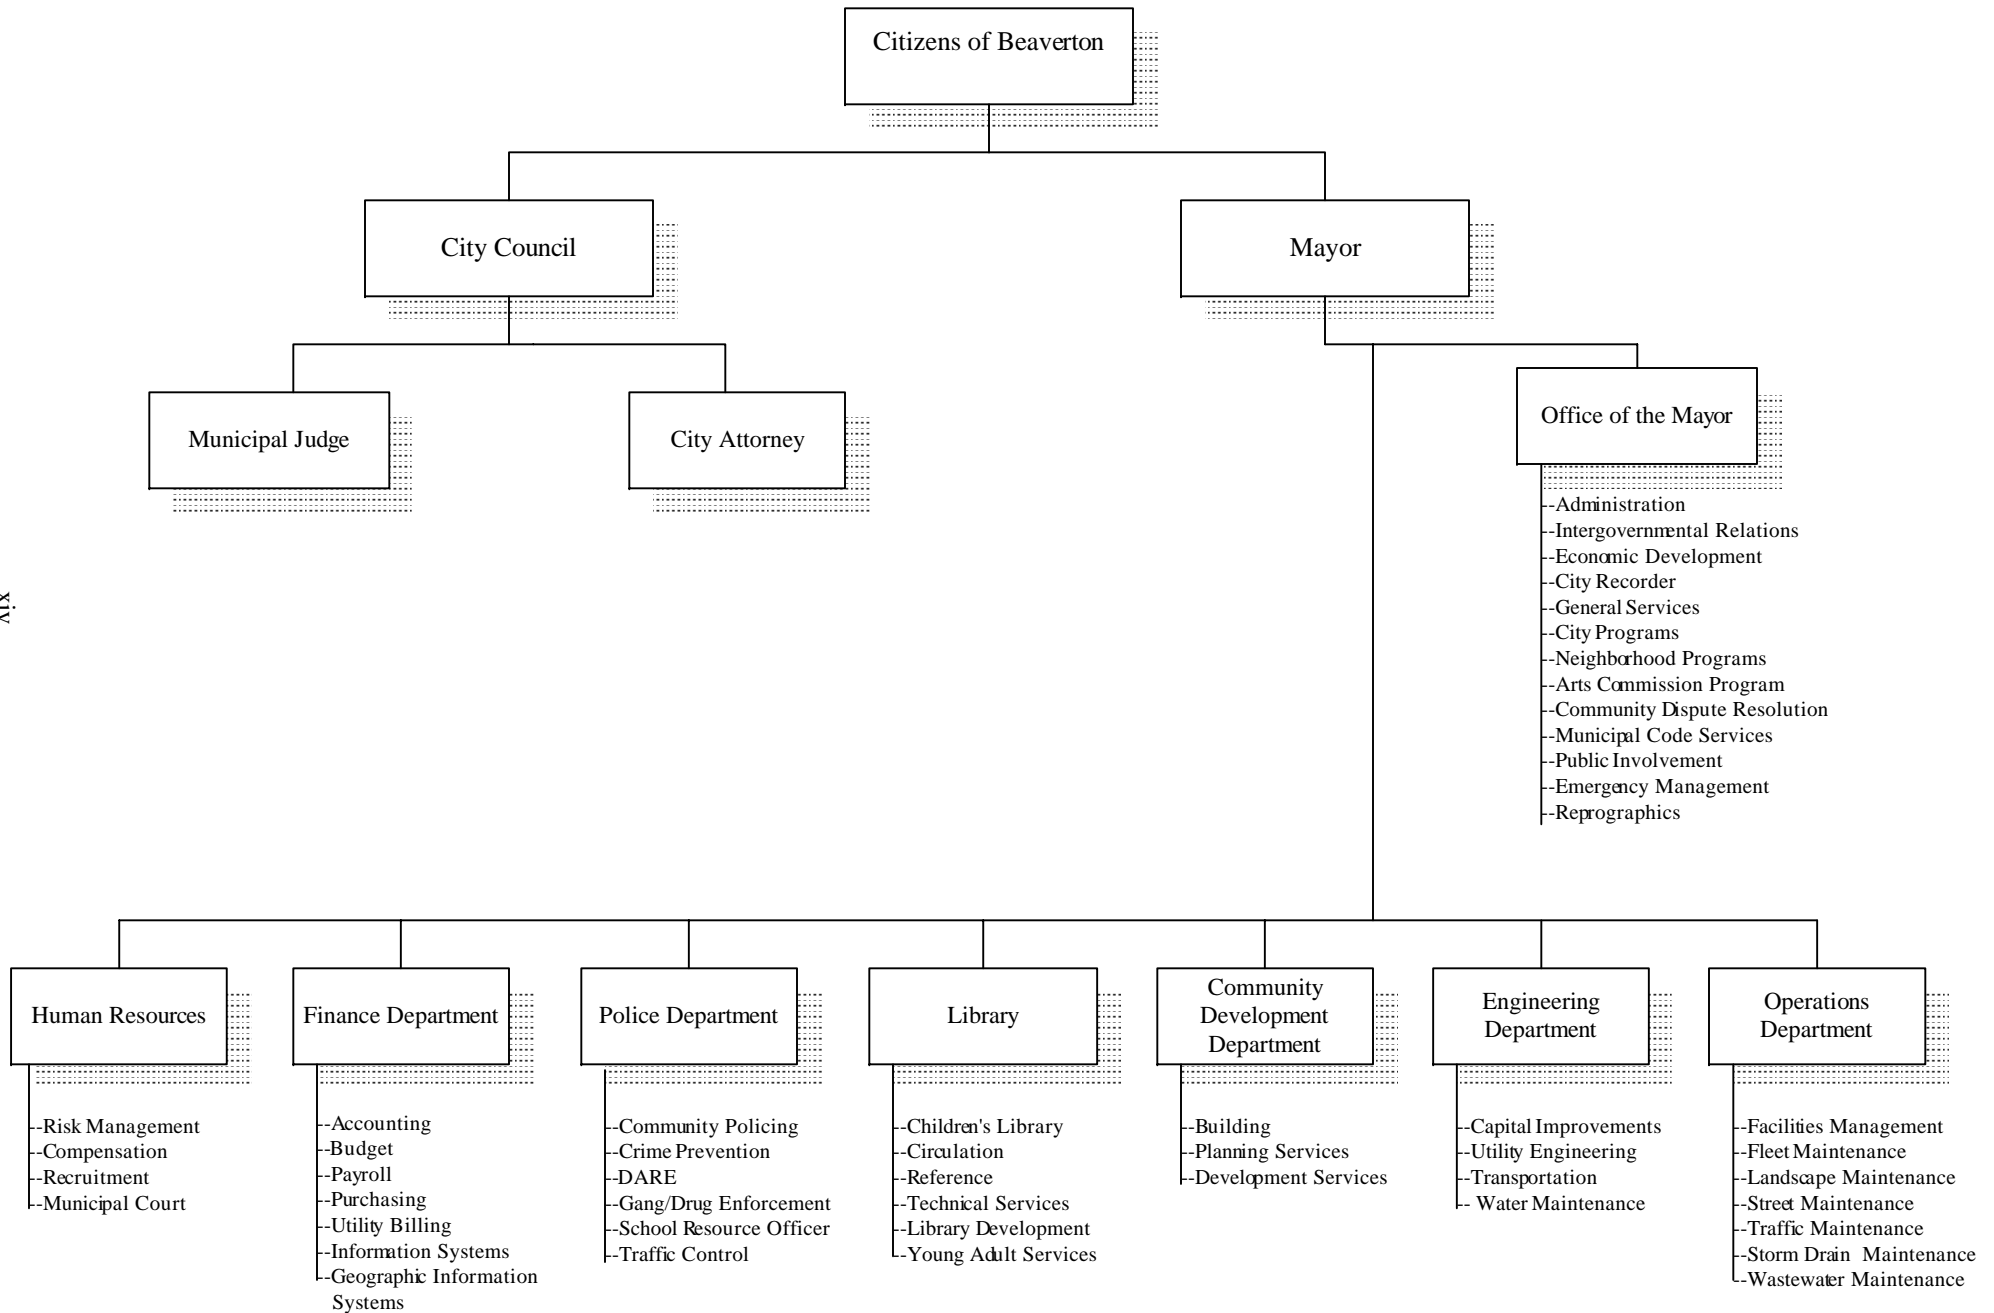 Citizens of Beaverton
City Council
Mayor
Municipal Judge
City Attorney
Office of the Mayor
--Administration
--Intergovernmental Relations
--Economic Development
--City Recorder
--General Services
--City Programs
--Neighborhood Programs
--Arts Commission Program
--Community Dispute Resolution
--Municipal Code Services
--Public Involvement
--Emergency Management
--Reprographics
xiv
Human Resources
--Risk Management
--Compensation
--Recruitment
--Municipal Court
Finance Department
--Accounting
--Budget
--Payroll
--Purchasing
--Utility Billing
--Information Systems
--Geographic Information
Systems
Police Department
--Community Policing
--Crime Prevention
--DARE
--Gang/Drug Enforcement
--School Resource Officer
--Traffic Control
Library
--Children's Library
--Circulation
--Reference
--Technical Services
--Library Development
--Young Adult Services
Community
Development
Department
--Building
--Planning Services
--Development Services
Engineering
Department
--Capital Improvements
--Utility Engineering
--Transportation
-- Water Maintenance
Operations
Department
--Facilities Management
--Fleet Maintenance
--Landscape Maintenance
--Street Maintenance
--Traffic Maintenance
--Storm Drain Maintenance
--Wastewater Maintenance